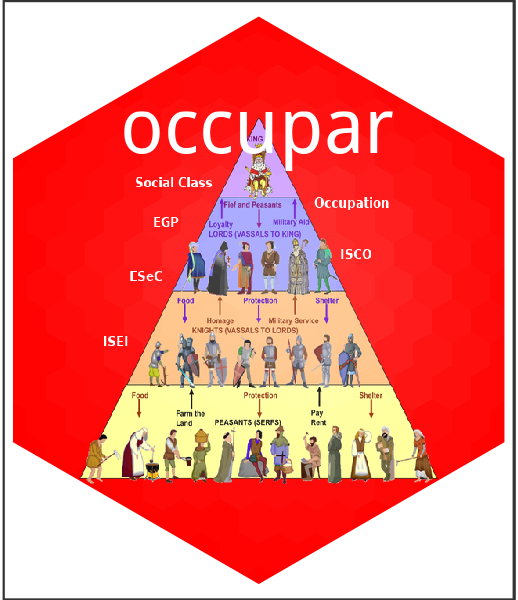 occupar
KING
Social Class
Occupation
Fief and Peasants
EGP
Loyalty
Military Aid
LORDS (VASSALS TO KING)
ISCO
ESeC
Food
Protection
Shelter
Homage
Military Service
KNIGHTS (VASSALS TO LORDS)
ISEI
Food
Protection
Shelter
Farm the
Land
Pay
Rent
PEASANTS (SERFS)